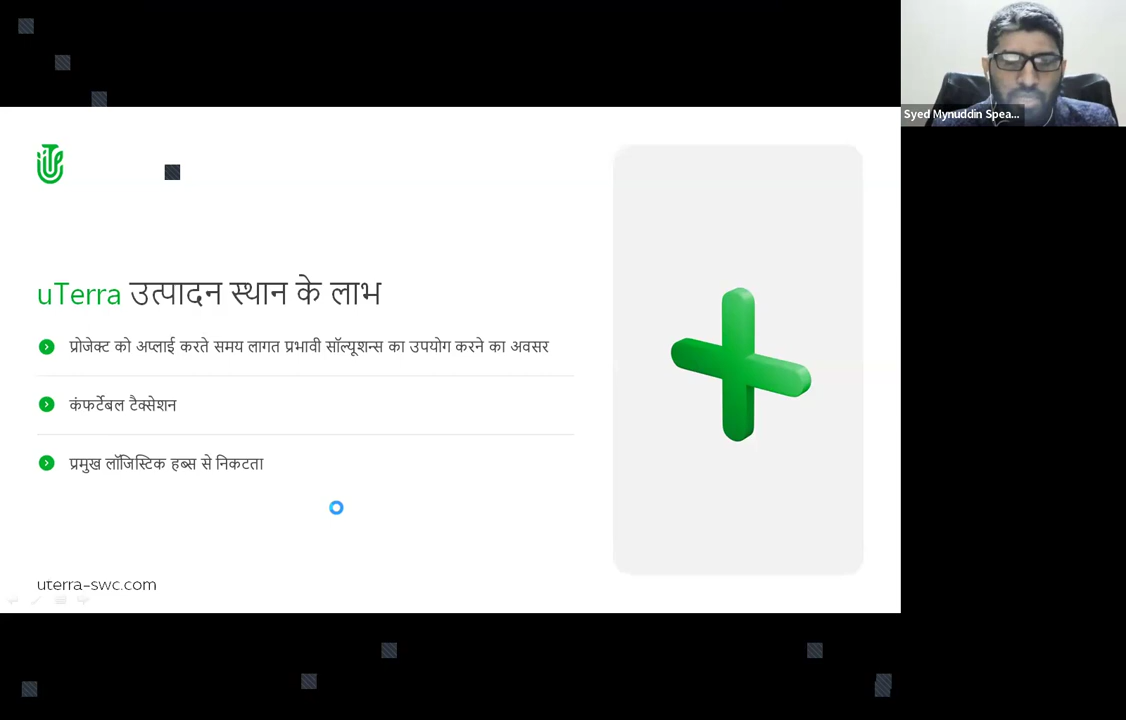 Syed Mynuddin Spea...
uTerra उत्पादन स्थान के लाभ
प्रोजेक्ट को अप्लाई करते समय लागत प्रभावी सॉल्यूशन्स का उपयोग करने का अवसर
कंफर्टेबल टैक्सेशन
प्रमुख लॉजिस्टिक हब्स से निकटता
uterra-swc.com